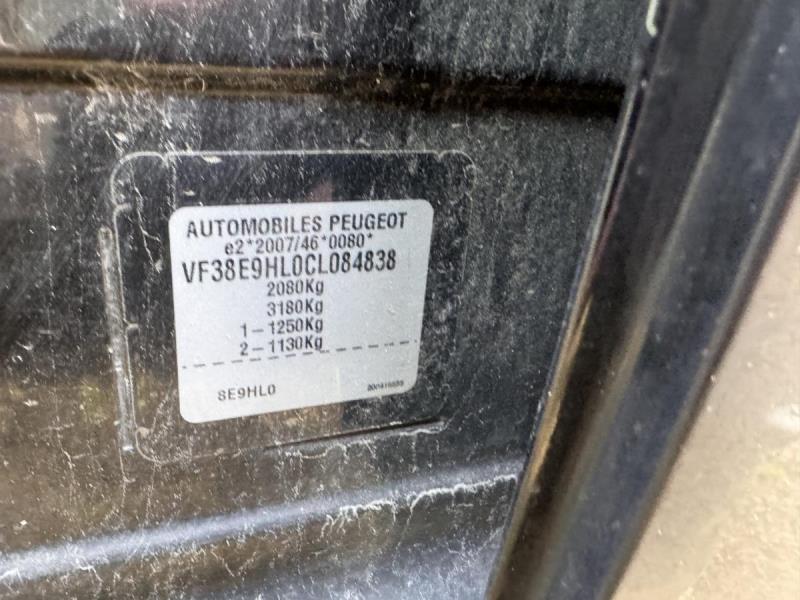 AUTOMOBILES PEUGEOT
e2*2007/46*0080*
VF38E9HL0CL084838
2080Kg
3180Kg
1-1250Kg
2-1130Kg
8E9HL0